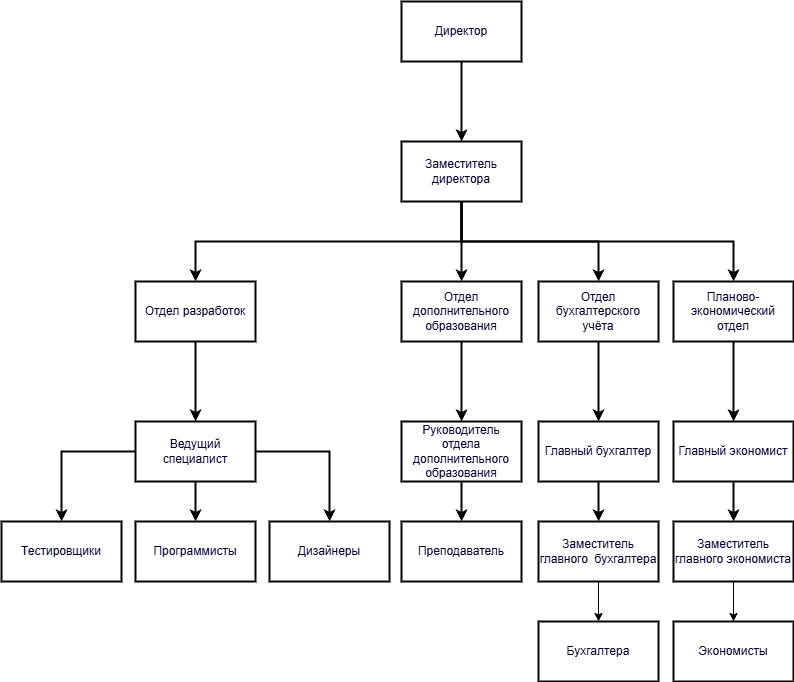 Директор
Заместитель
директора
Отдел разработок
Отдел
дополнительного
образования
Отдел
бухгалтерского
учёта
Планово-
экономический
отдел
Ведущий
специалист
Руководитель
отдела
дополнительного
образования
Главный бухгалтер
Главный экономист
Тестировщики
Программисты
Дизайнеры
Преподаватель
Заместитель
главного бухгалтера
Заместитель
главного экономиста
Бухгалтера
Экономисты